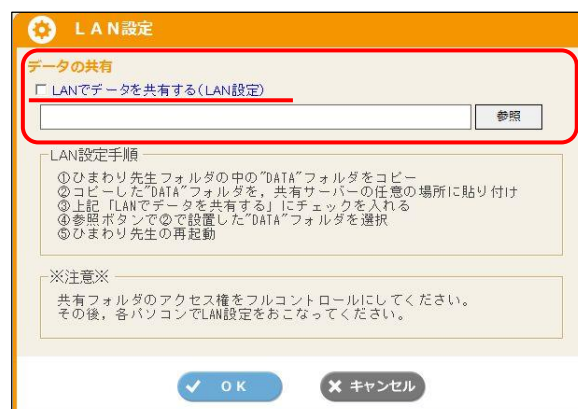 LAN設定
データの共有
LANでデータを共有する(LAN設定)
参照
LAN設定手順
①ひまわり先生フォルダの中の"DATA"フォルダをコピー
②コピーした"DATA"フォルダを，共有サーバーの任意の場所に貼り付け
③上記「LANでデータを共有する」にチェックを入れる
④参照ボタンで②で設置した"DATA"フォルダを選択
⑤ひまわり先生の再起動
※注意※
共有フォルダのアクセス権をフルコントロールにしてください。
その後，各パソコンでLAN設定をおこなってください。
OK
キャンセル